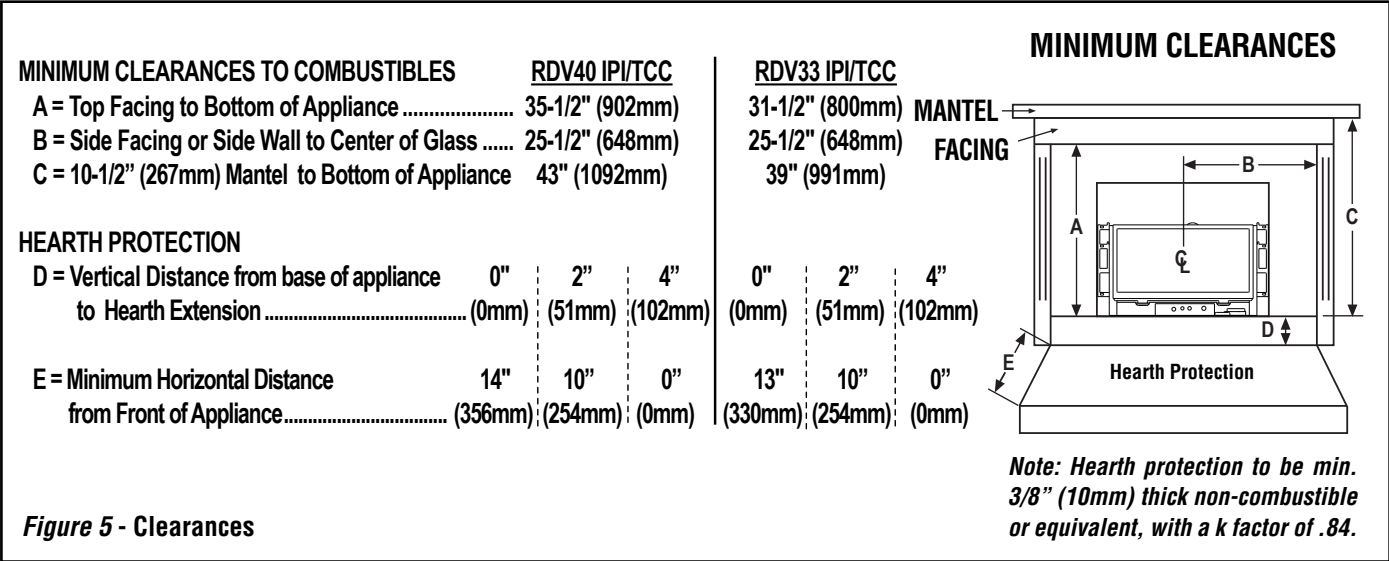 MINIMUM CLEARANCES
MINIMUM CLEARANCES TO COMBUSTIBLES RDV40 IPI/TCC RDV33 IPI/TCC
A = Top Facing to Bottom of Appliance ..................... 35-1/2" (902mm) 31-1/2" (800mm)
B = Side Facing or Side Wall to Center of Glass ...... 25-1/2" (648mm) 25-1/2" (648mm)
C = 10-1/2” (267mm) Mantel to Bottom of Appliance 43" (1092mm) 39" (991mm)
HEARTH PROTECTION
D = Vertical Distance from base of appliance 0" 2” 4” 0" 2” 4”
to Hearth Extension ...................................... (0mm) (51mm) (102mm) (0mm) (51mm) (102mm)
E = Minimum Horizontal Distance 14" 10” 0” 13" 10” 0”
from Front of Appliance.................................. (356mm) (254mm) (0mm) (330mm) (254mm) (0mm)
MANTEL
FACING
B
A
C
CL
D
E
Hearth Protection
Note: Hearth protection to be min.
3/8” (10mm) thick non-combustible
or equivalent, with a k factor of .84.
Figure 5 - Clearances